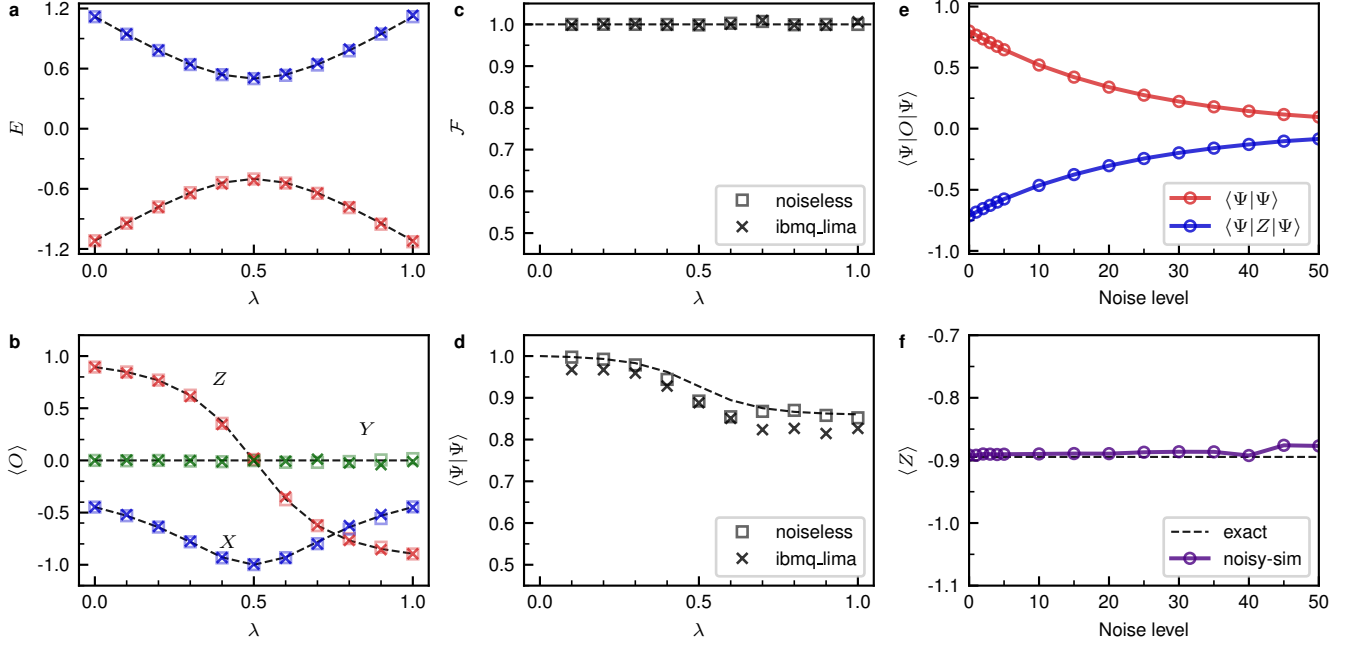 a
1.2
0.6
0.0
-0.6
-1.2
E
0.0
0.5
1.0
λ
b
1.0
0.5
0.0
-0.5
-1.0
⟨O⟩
Z
Y
X
0.0
0.5
1.0
λ
c
1.0
0.9
0.8
0.7
0.6
0.5
ℱ
noiseless
ibmq_lima
0.0
0.5
1.0
λ
d
1.0
0.9
0.8
0.7
0.6
0.5
⟨Ψ|Ψ⟩
noiseless
ibmq_lima
0.0
0.5
1.0
λ
e
1.0
0.5
0.0
-0.5
-1.0
⟨Ψ|O|Ψ⟩
⟨Ψ|Ψ⟩
⟨Ψ|Z|Ψ⟩
0
10
20
30
40
50
Noise level
f
-0.7
-0.8
-0.9
-1.0
-1.1
⟨Z⟩
exact
noisy-sim
0
10
20
30
40
50
Noise level